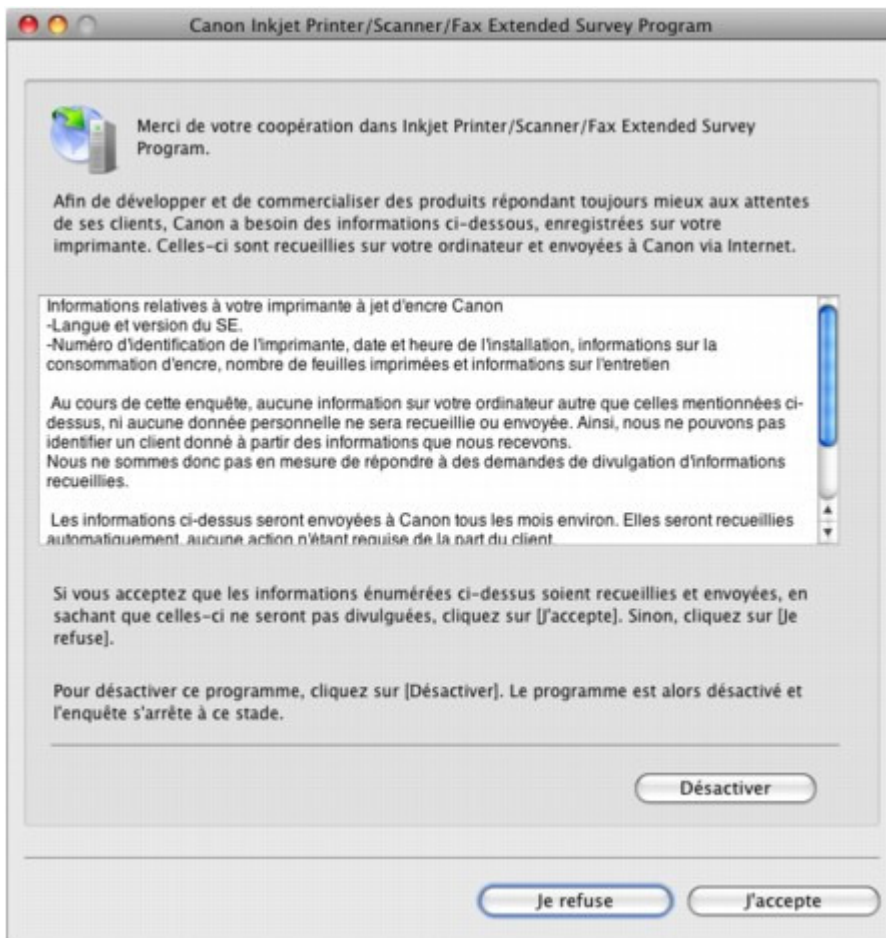 Canon Inkjet Printer/Scanner/Fax Extended Survey Program
Merci de votre coopération dans Inkjet Printer/Scanner/Fax Extended Survey
Program.
Afin de développer et de commercialiser des produits répondant toujours mieux aux attentes
de ses clients, Canon a besoin des informations ci-dessous, enregistrées sur votre
imprimante. Celles-ci sont recueillies sur votre ordinateur et envoyées à Canon via Internet.
Informations relatives à votre imprimante à jet d'encre Canon
-Langue et version du SE.
-Numéro d'identification de l'imprimante, date et heure de l'installation, informations sur la
consommation d'encre, nombre de feuilles imprimées et informations sur l'entretien
Au cours de cette enquête, aucune information sur votre ordinateur autre que celles mentionnées ci-
dessus, ni aucune donnée personnelle ne sera recueillie ou envoyée. Ainsi, nous ne pouvons pas
identifier un client donné à partir des informations que nous recevons.
Nous ne sommes donc pas en mesure de répondre à des demandes de divulgation d'informations
recueillies.
Les informations ci-dessus seront envoyées à Canon tous les mois environ. Elles seront recueillies
automatiquement, aucune action n'étant requise de la part du client.
Si vous acceptez que les informations énumérées ci-dessus soient recueillies et envoyées, en
sachant que celles-ci ne seront pas divulguées, cliquez sur [J'accepte]. Sinon, cliquez sur [Je
refuse].
Pour désactiver ce programme, cliquez sur [Désactiver]. Le programme est alors désactivé et
l'enquête s'arrête à ce stade.
Désactiver
Je refuse
J'accepte